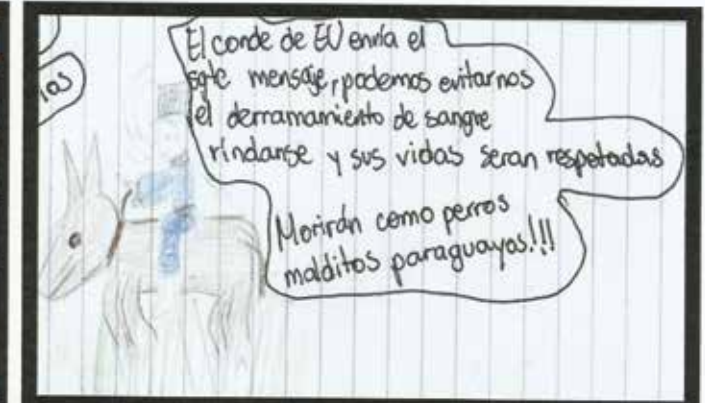 ios
El conde de EU envía el
sgte mensaje, podemos evitarnos
el derramamiento de sangre
rindanse y sus vidas seran respetadas
Morirán como perros
malditos paraguayos!!!